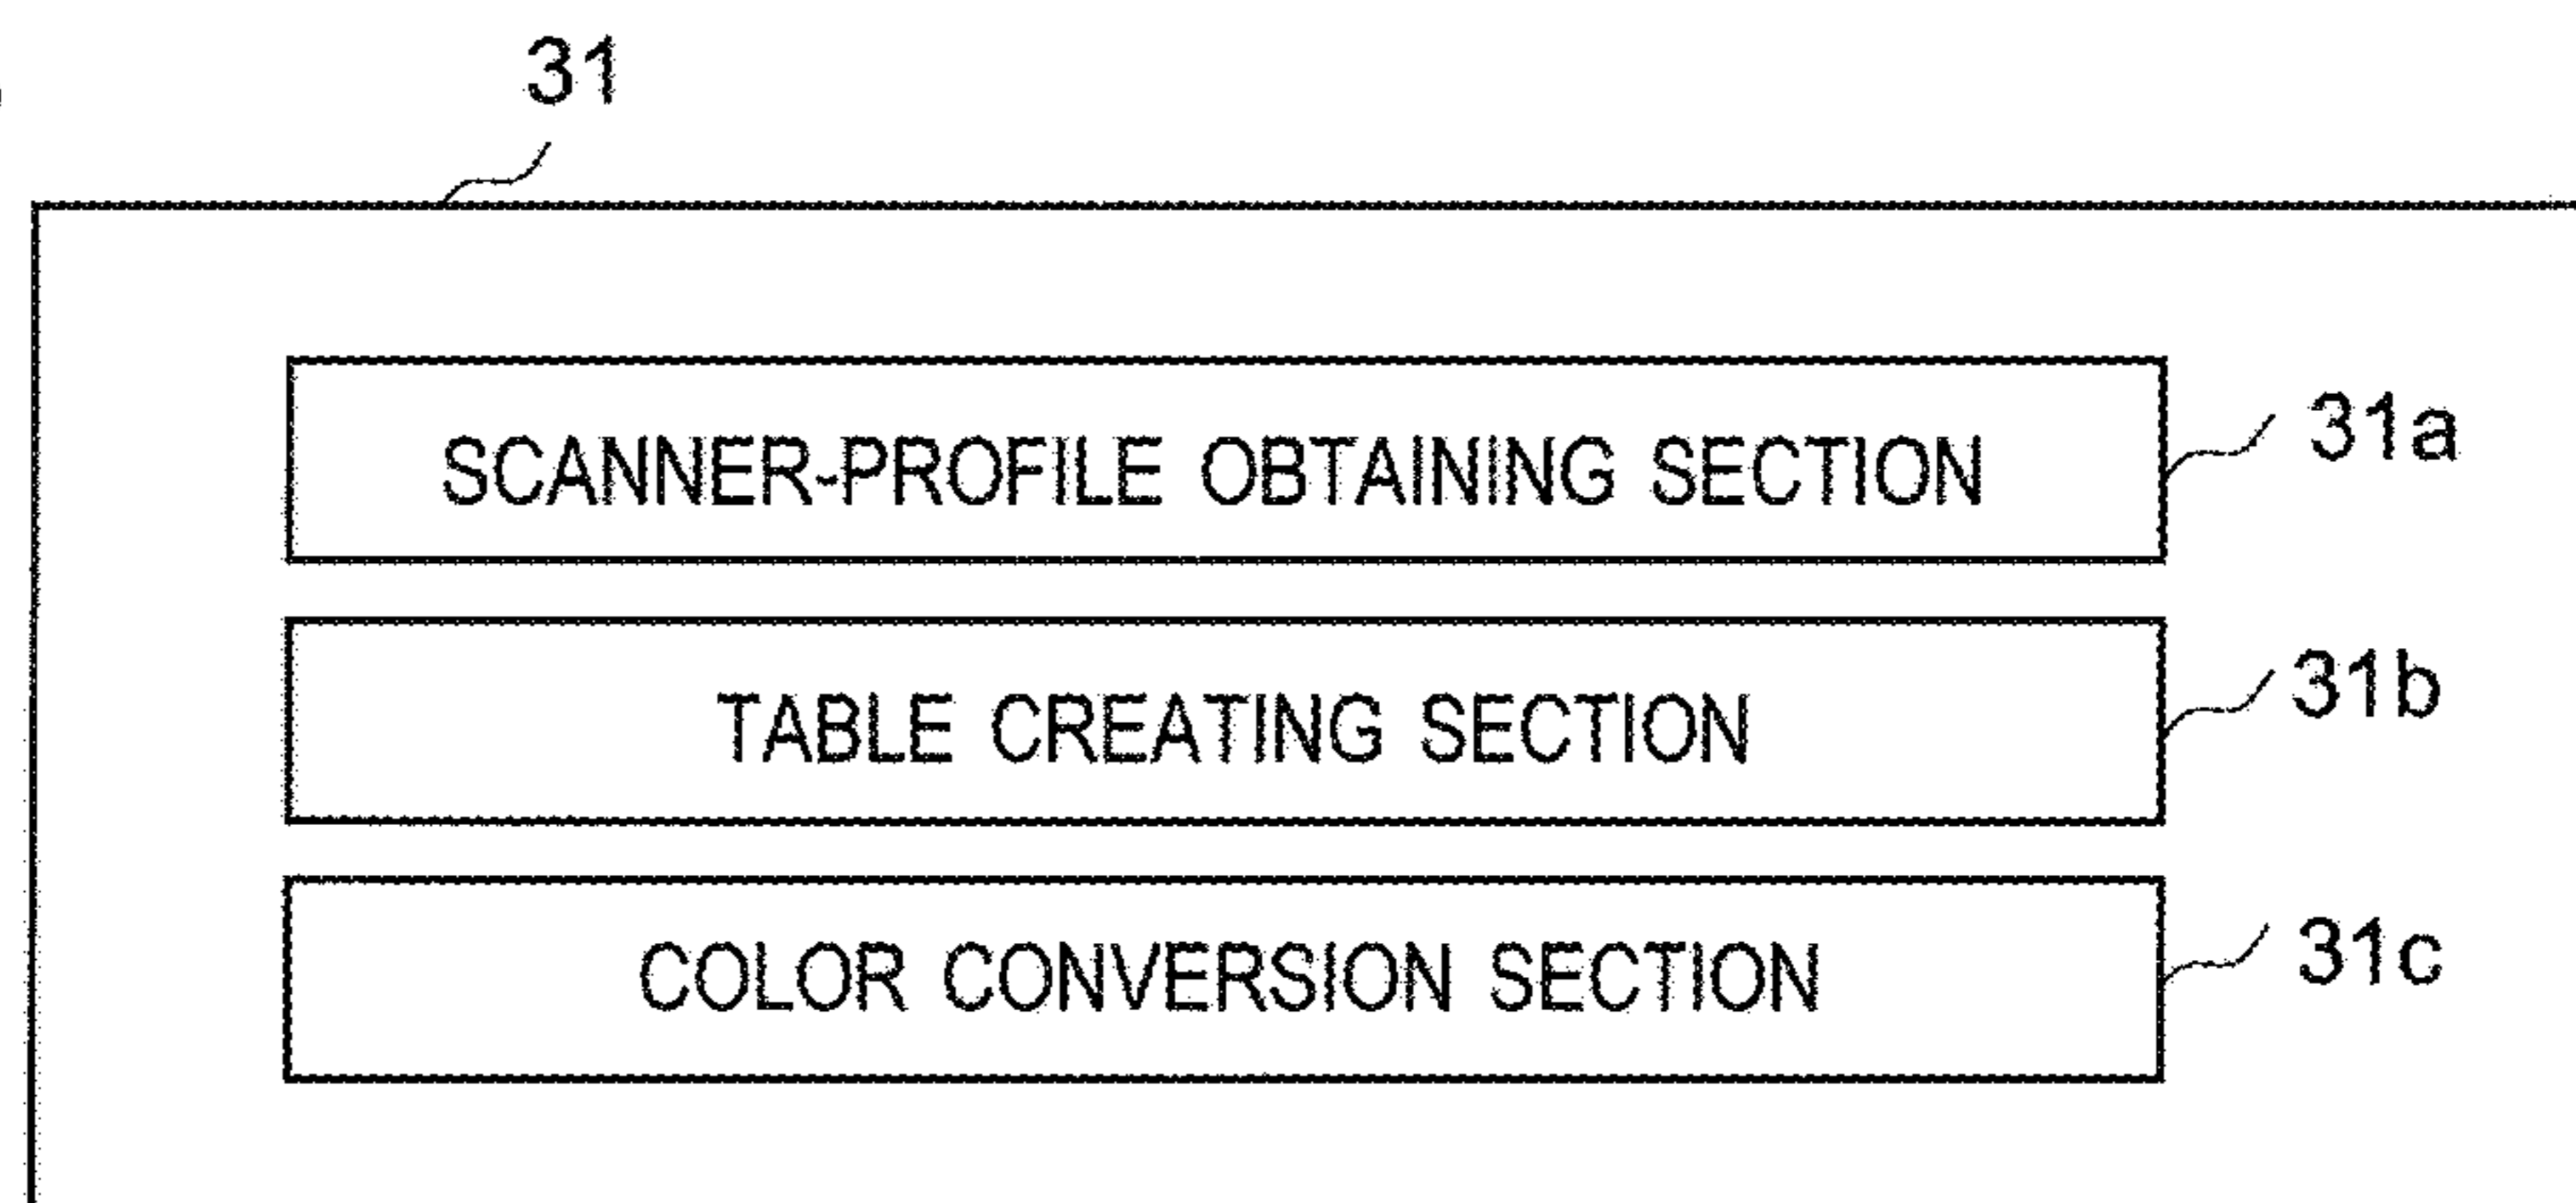 31
SCANNER-PROFILE OBTAINING SECTION 31a
TABLE CREATING SECTION 31b
COLOR CONVERSION SECTION 31c